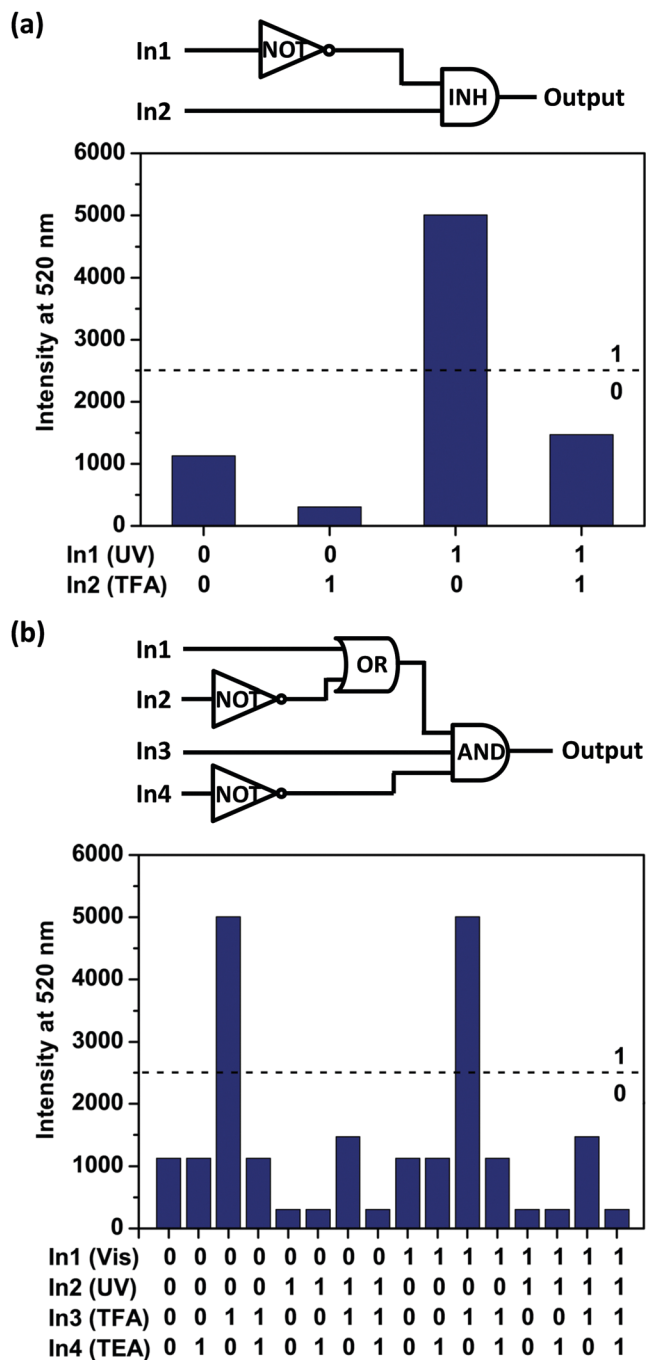 (a)
In1 NOT
INH Output
In2
6000
5000
4000
3000
2000
1000
0
Intensity at 520 nm
1
0
In1 (UV) 0 0 1 1
In2 (TFA) 0 1 0 1
(b)
In1
OR
In2 NOT
In3 AND Output
In4 NOT
6000
5000
4000
3000
2000
1000
0
Intensity at 520 nm
1
0
In1 (Vis) 0 0 0 0 0 0 0 0 1 1 1 1 1 1 1 1
In2 (UV) 0 0 0 0 1 1 1 1 0 0 0 0 1 1 1 1
In3 (TFA) 0 0 1 1 0 0 1 1 0 0 1 1 0 0 1 1
In4 (TEA) 0 1 0 1 0 1 0 1 0 1 0 1 0 1 0 1